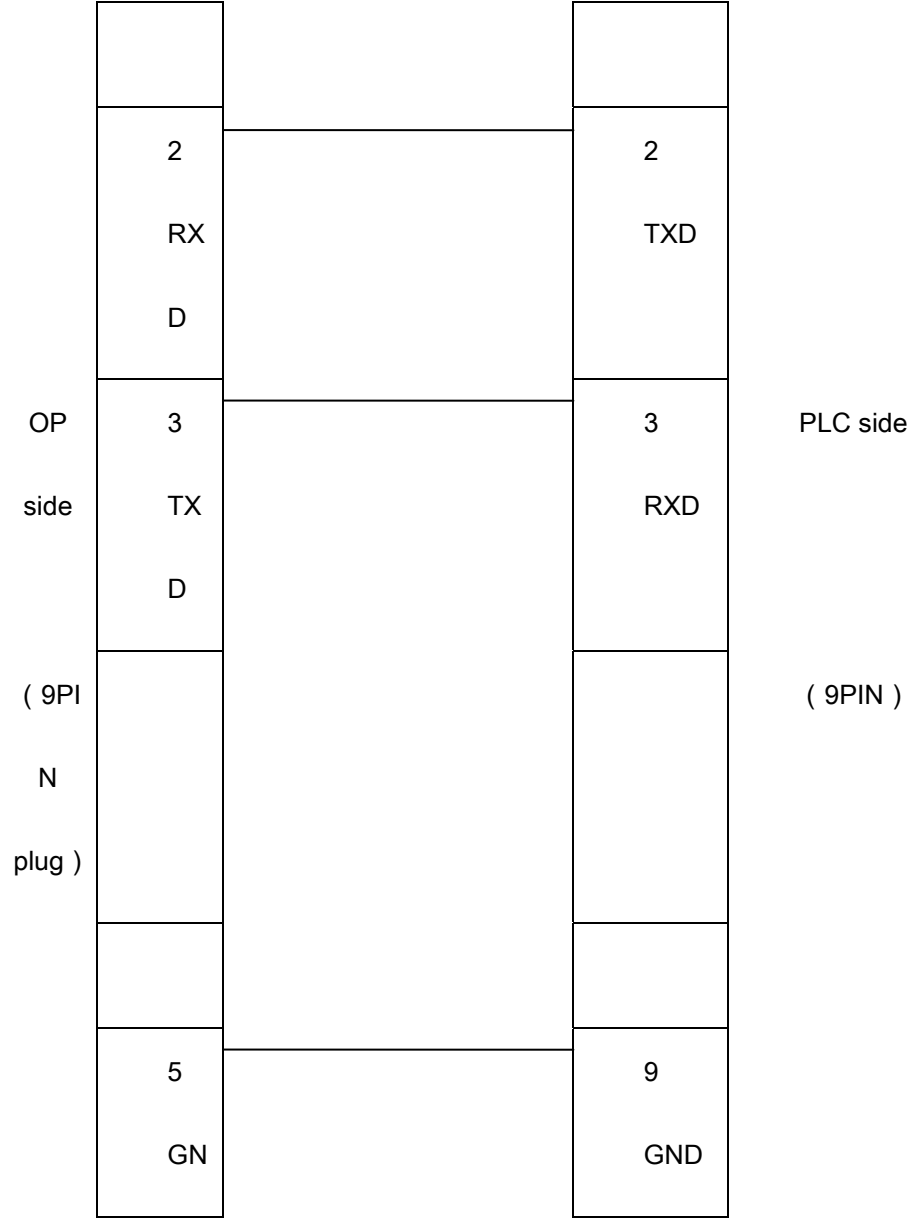 2
RX
D
2
TXD
OP
side
3
TX
D
3
RXD
PLC side
( 9PI
N
plug )
( 9PIN )
5
GN
9
GND